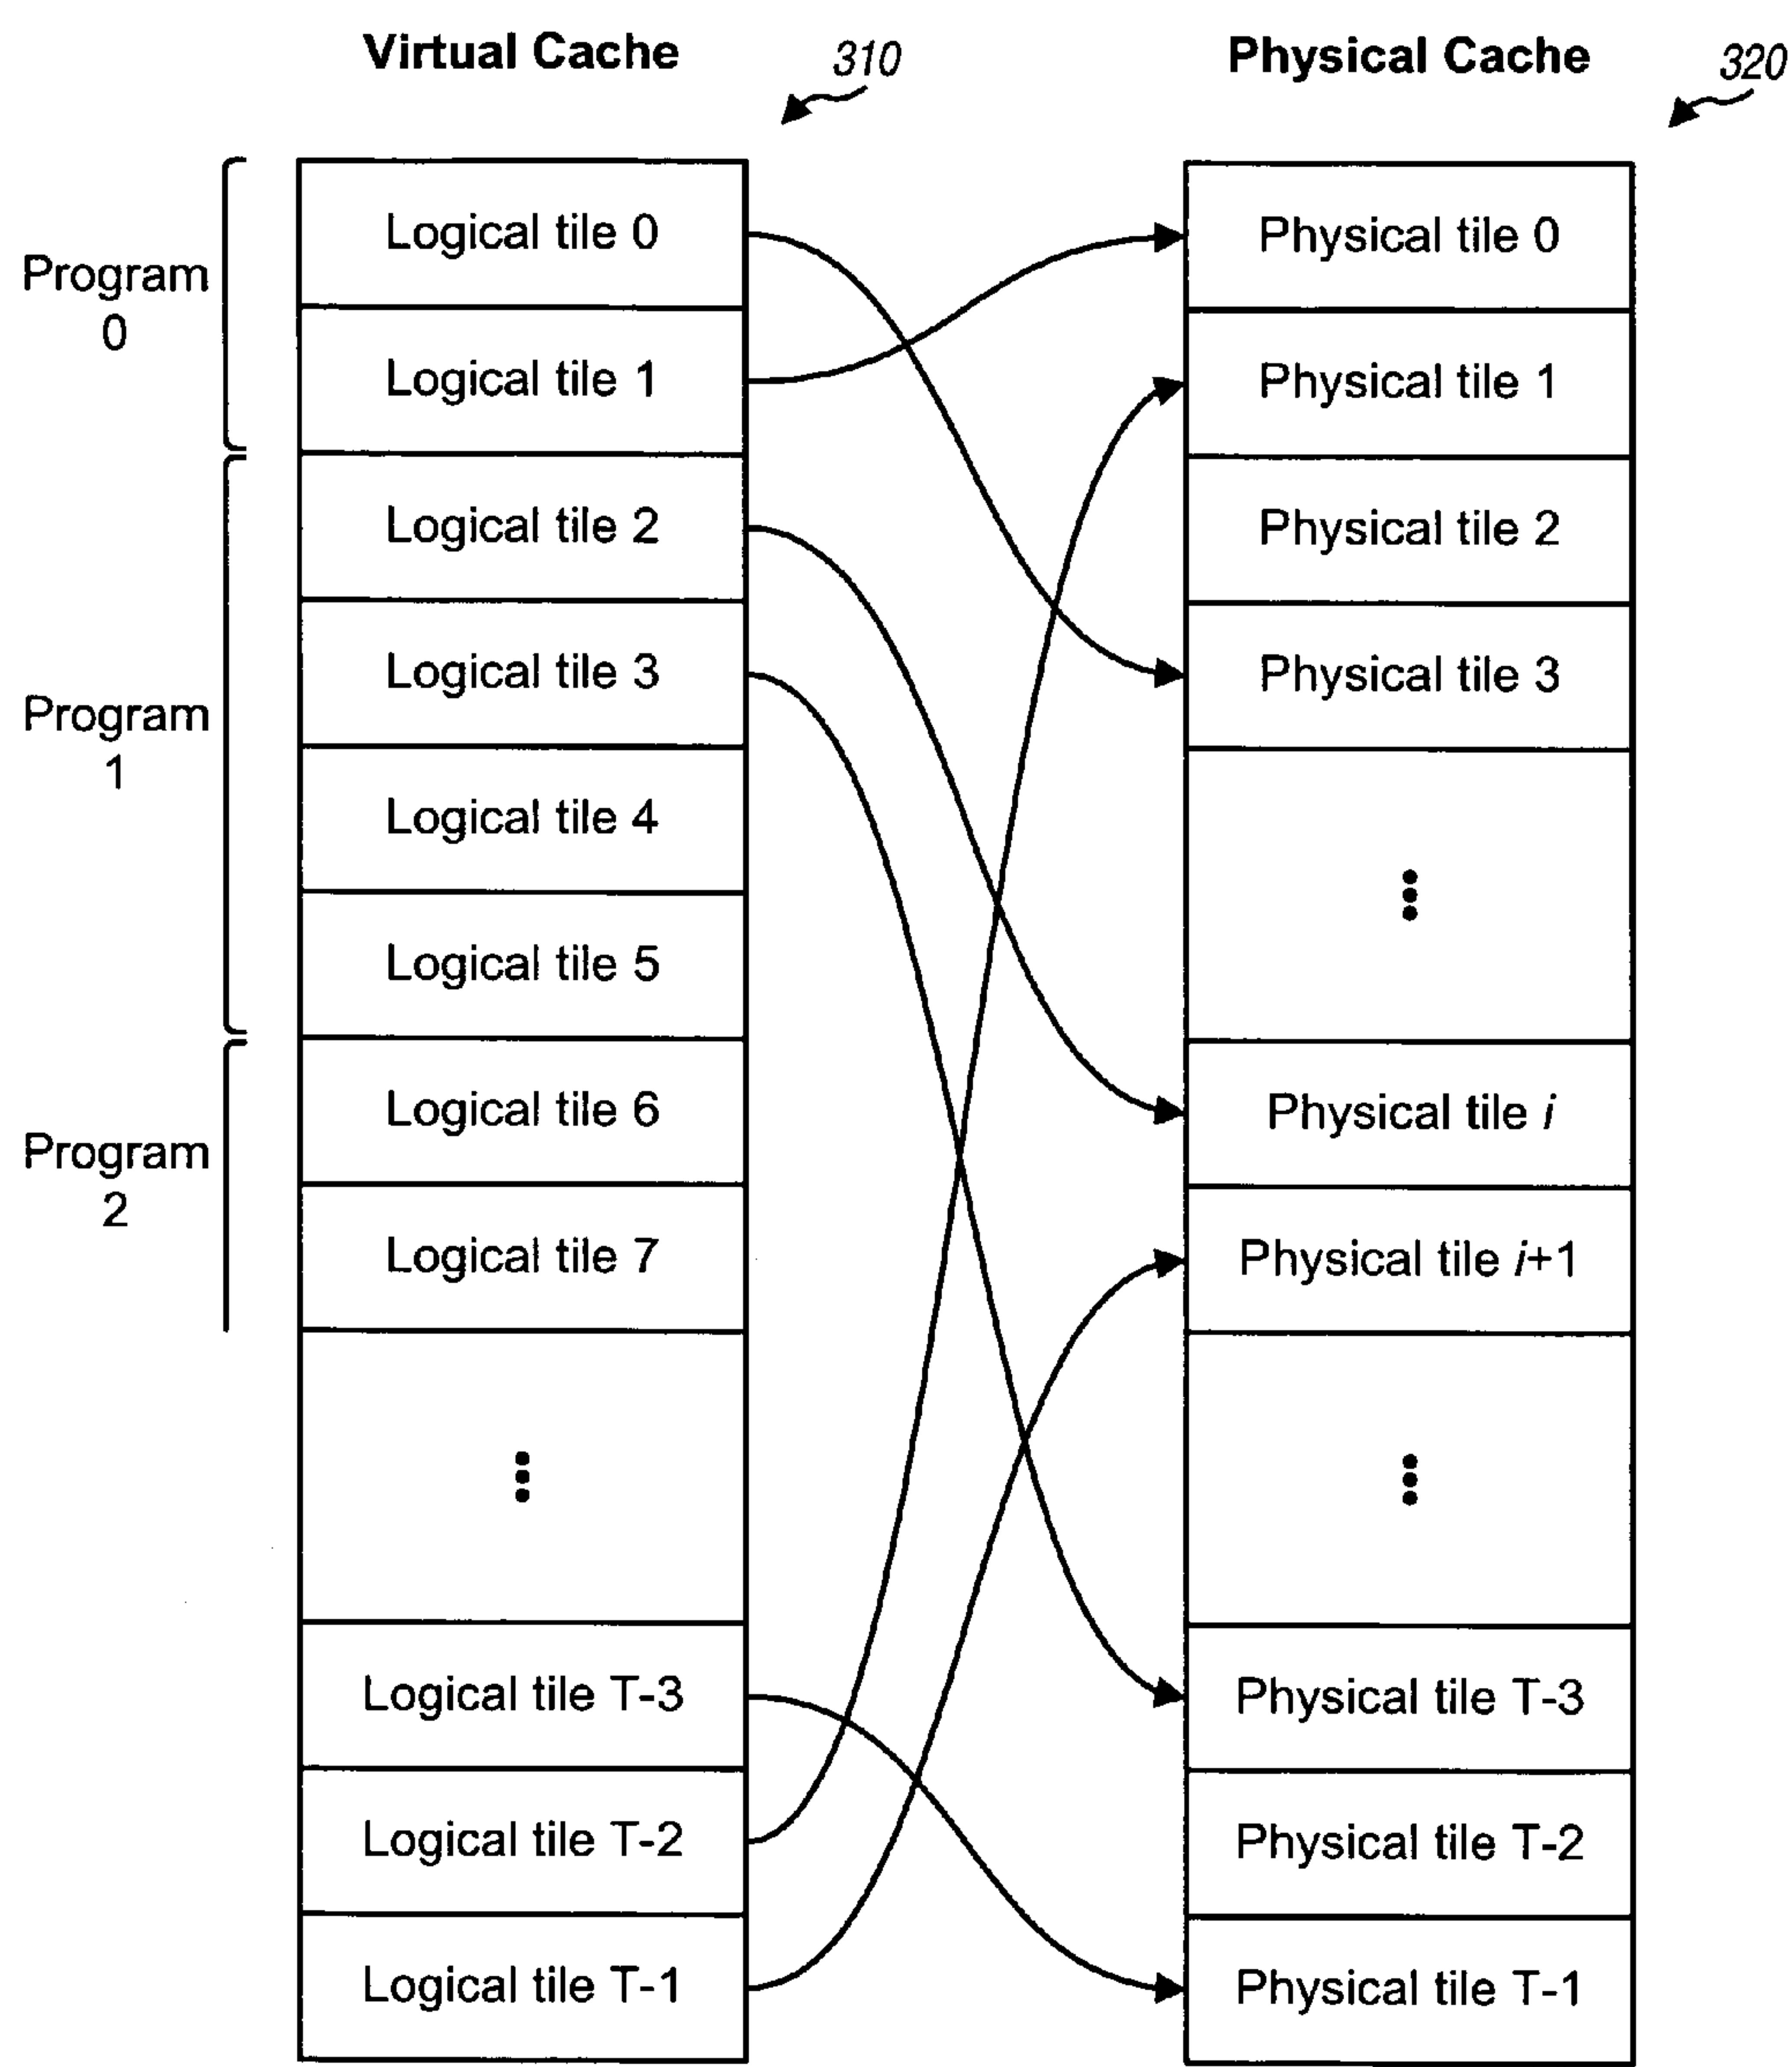 Virtual Cache
310
Physical Cache
320
Program
0
Program
1
Program
2
Logical tile 0
Logical tile 1
Logical tile 2
Logical tile 3
Logical tile 4
Logical tile 5
Logical tile 6
Logical tile 7
Logical tile T-3
Logical tile T-2
Logical tile T-1
Physical tile 0
Physical tile 1
Physical tile 2
Physical tile 3
Physical tile i
Physical tile i+1
Physical tile T-3
Physical tile T-2
Physical tile T-1